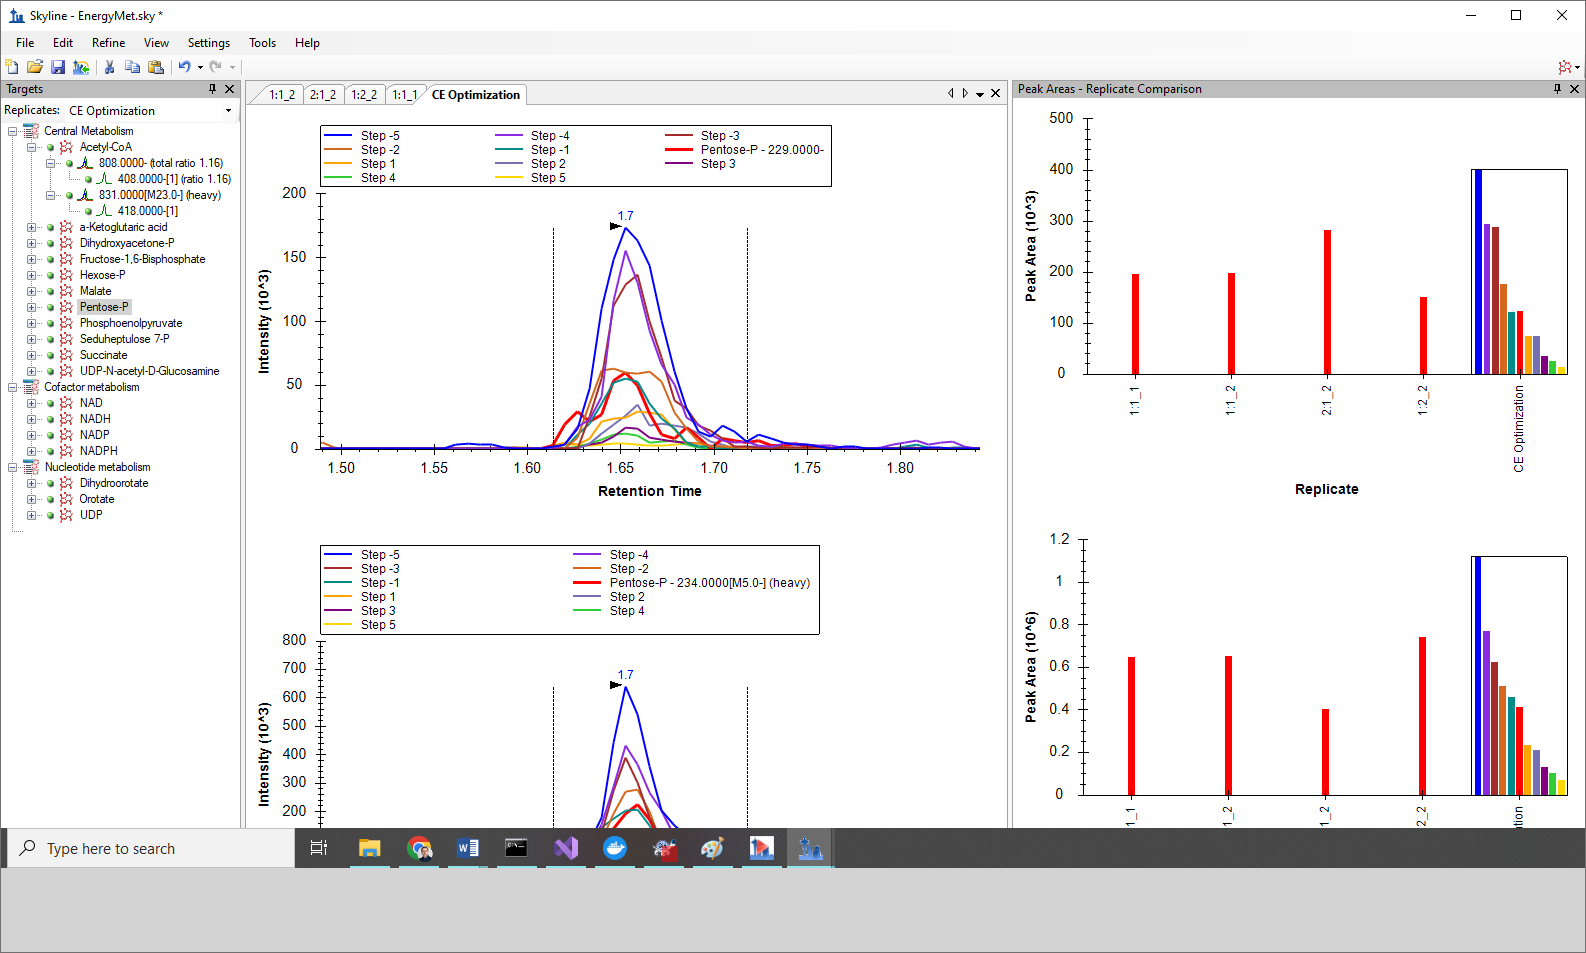 Skyline - EnergyMet.sky *
File Edit Refine View Settings Tools Help
Targets
Replicates: CE Optimization
Central Metabolism
Acetyl-CoA
808.0000- (total ratio 1.16)
408.0000-[1] (ratio 1.16)
831.0000[M23.0-] (heavy)
418.0000-[1]
a-Ketoglutaric acid
Dihydroxyacetone-P
Fructose-1,6-Bisphosphate
Hexose-P
Malate
Pentose-P
Phosphoenolpyruvate
Seduheptulose 7-P
Succinate
UDP-N-acetyl-D-Glucosamine
Cofactor metabolism
NAD
NADH
NADP
NADPH
Nucleotide metabolism
Dihydroorotate
Orotate
UDP
1:1_2 2:1_2 1:2_2 1:1_1 CE Optimization
Step -5 Step -4 Step -3
Step -2 Step -1 Pentose-P - 229.0000-
Step 1 Step 2 Step 3
Step 4 Step 5
200
150
100
50
0
Intensity (10^3)
1.7
1.50 1.55 1.60 1.65 1.70 1.75 1.80
Retention Time
Step -5 Step -4
Step -3 Step -2
Step -1 Pentose-P - 234.0000[M5.0-] (heavy)
Step 1 Step 2
Step 3 Step 4
Step 5
800
700
600
500
400
300
200
Intensity (10^3)
1.7
Peak Areas - Replicate Comparison
500
400
300
200
100
0
Peak Area (10^3)
1:1_1 1:1_2 2:1_2 1:2_2 CE Optimization
Replicate
1.2
1
0.8
0.6
0.4
0.2
0
Peak Area (10^6)
1_1 1_2 1_2 2_2 tion
Type here to search